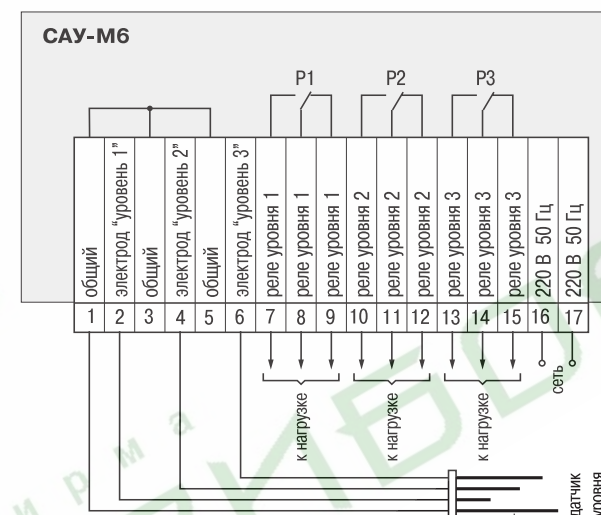 САУ-М6
Р1 Р2 Р3
общий
электрод "уровень 1"
общий
электрод "уровень 2"
общий
электрод "уровень 3"
реле уровня 1
реле уровня 1
реле уровня 1
реле уровня 2
реле уровня 2
реле уровня 2
реле уровня 3
реле уровня 3
реле уровня 3
220 В 50 Гц
220 В 50 Гц
1 2 3 4 5 6 7 8 9 10 11 12 13 14 15 16 17
к нагрузке
к нагрузке
к нагрузке
сеть
датчик
уровня